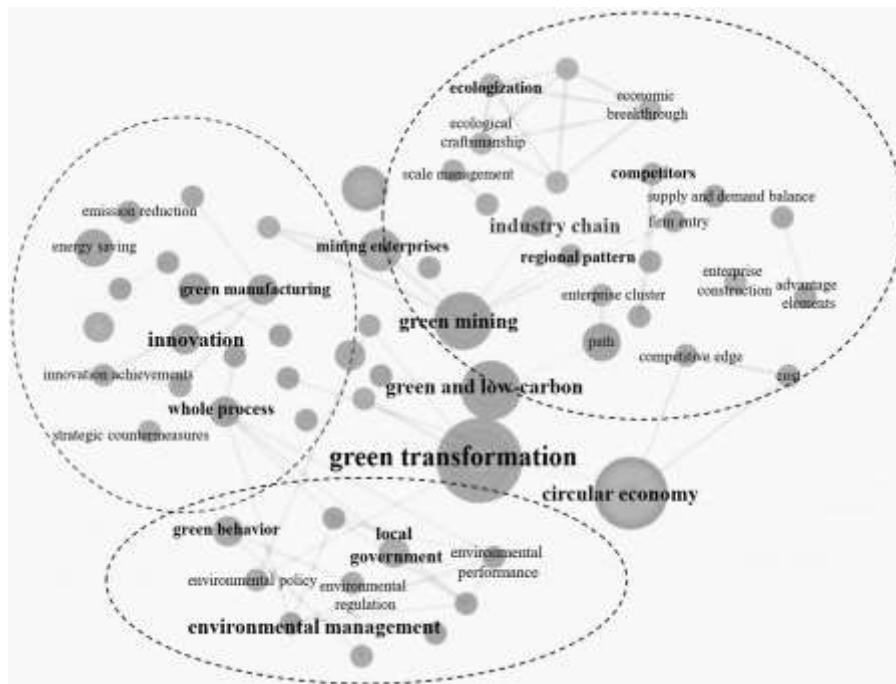 ecologization
economic
breakthrough
ecological
craftsmanship
scale management
competitors
supply and demand balance
emission reduction
industry chain
firm entry
energy saving
mining enterprises
regional pattern
green manufacturing
enterprise
construction
advantage
elements
enterprise cluster
green mining
innovation
path
competitive edge
innovation achievements
green and low-carbon
cost
whole process
strategic countermeasures
green transformation
circular economy
green behavior
local
government
environmental
performance
environmental policy
environmental
regulation
environmental management